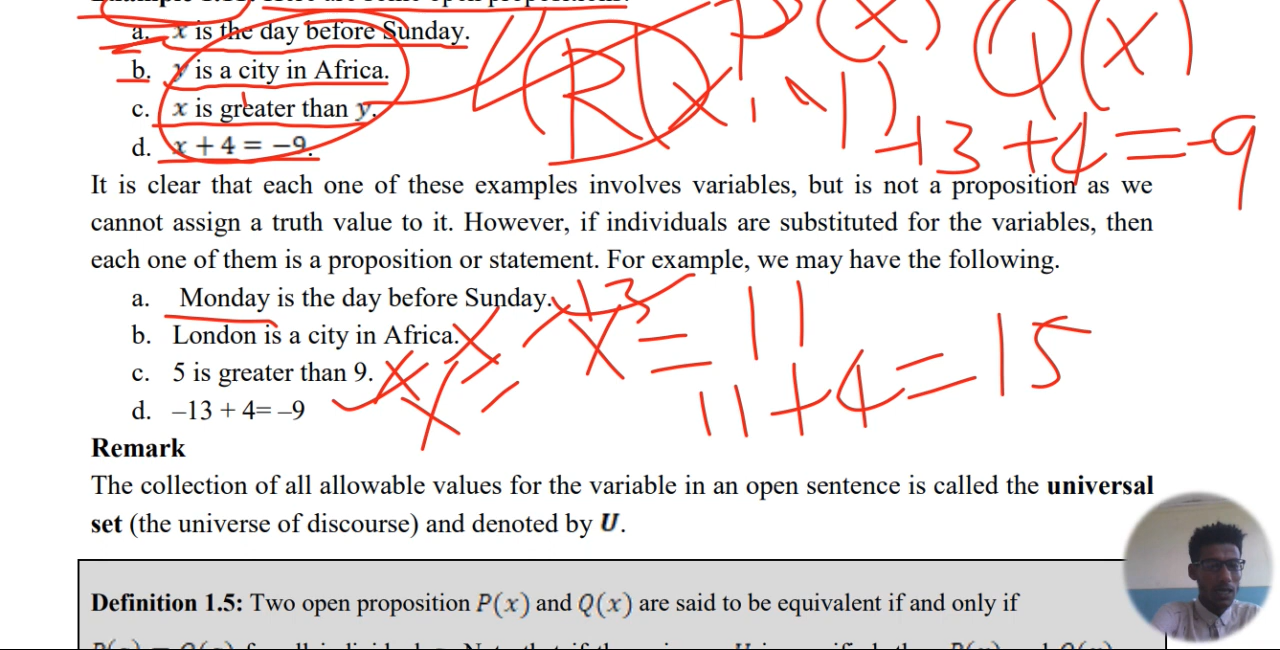 a. x is the day before Sunday.
b. y is a city in Africa.
c. x is greater than y.
d. x + 4 = −9.
P(x) Q(x)
R(x, y)
-13 + 4 = -9
It is clear that each one of these examples involves variables, but is not a proposition as we
cannot assign a truth value to it. However, if individuals are substituted for the variables, then
each one of them is a proposition or statement. For example, we may have the following.
a. Monday is the day before Sunday.
b. London is a city in Africa.
c. 5 is greater than 9.
d. –13 + 4= –9
x = 11
11 + 4 = 15
Remark
The collection of all allowable values for the variable in an open sentence is called the universal
set (the universe of discourse) and denoted by U.
Definition 1.5: Two open proposition P(x) and Q(x) are said to be equivalent if and only if